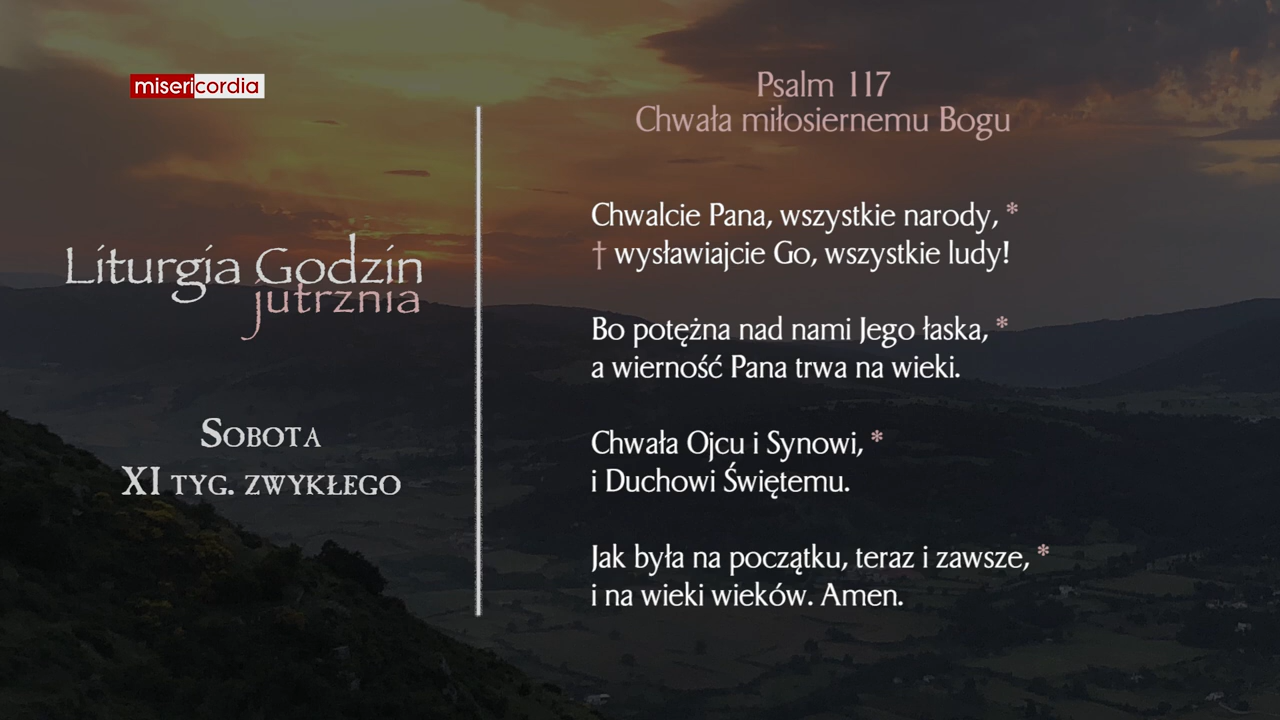 misericordia
Liturgia Godzin
jutrznia
Sobota
XI tyg. zwykłego
Psalm 117
Chwała miłosiernemu Bogu
Chwalcie Pana, wszystkie narody, *
† wysławiajcie Go, wszystkie ludy!
Bo potężna nad nami Jego łaska, *
a wierność Pana trwa na wieki.
Chwała Ojcu i Synowi, *
i Duchowi Świętemu.
Jak była na początku, teraz i zawsze, *
i na wieki wieków. Amen.